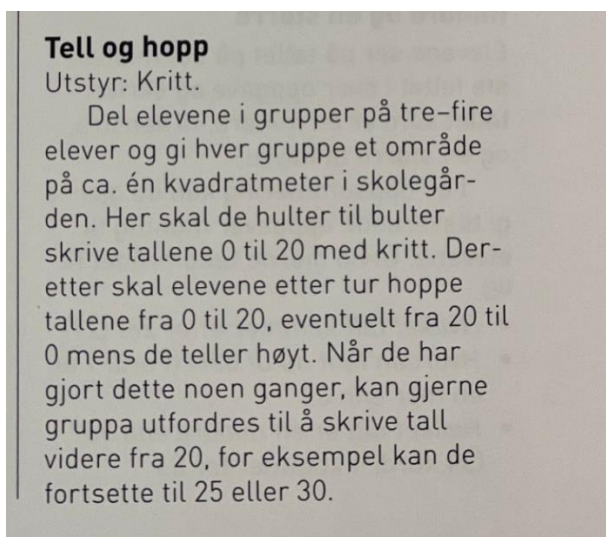 Tell og hopp
Utstyr: Kritt.
Del elevene i grupper på tre–fire
elever og gi hver gruppe et område
på ca. én kvadratmeter i skolegår-
den. Her skal de hulter til bulter
skrive tallene 0 til 20 med kritt. Der-
etter skal elevene etter tur hoppe
tallene fra 0 til 20, eventuelt fra 20 til
0 mens de teller høyt. Når de har
gjort dette noen ganger, kan gjerne
gruppa utfordres til å skrive tall
videre fra 20, for eksempel kan de
fortsette til 25 eller 30.